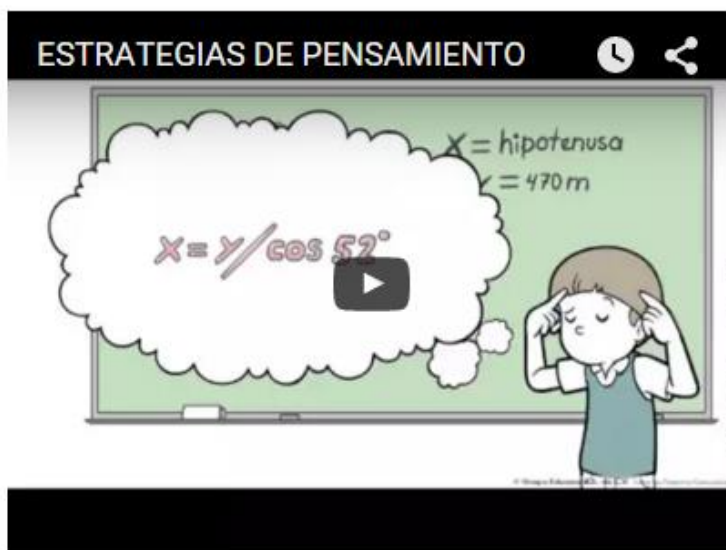 ESTRATEGIAS DE PENSAMIENTO
X = hipotenusa
= 470 m
X = Y/cos 52°